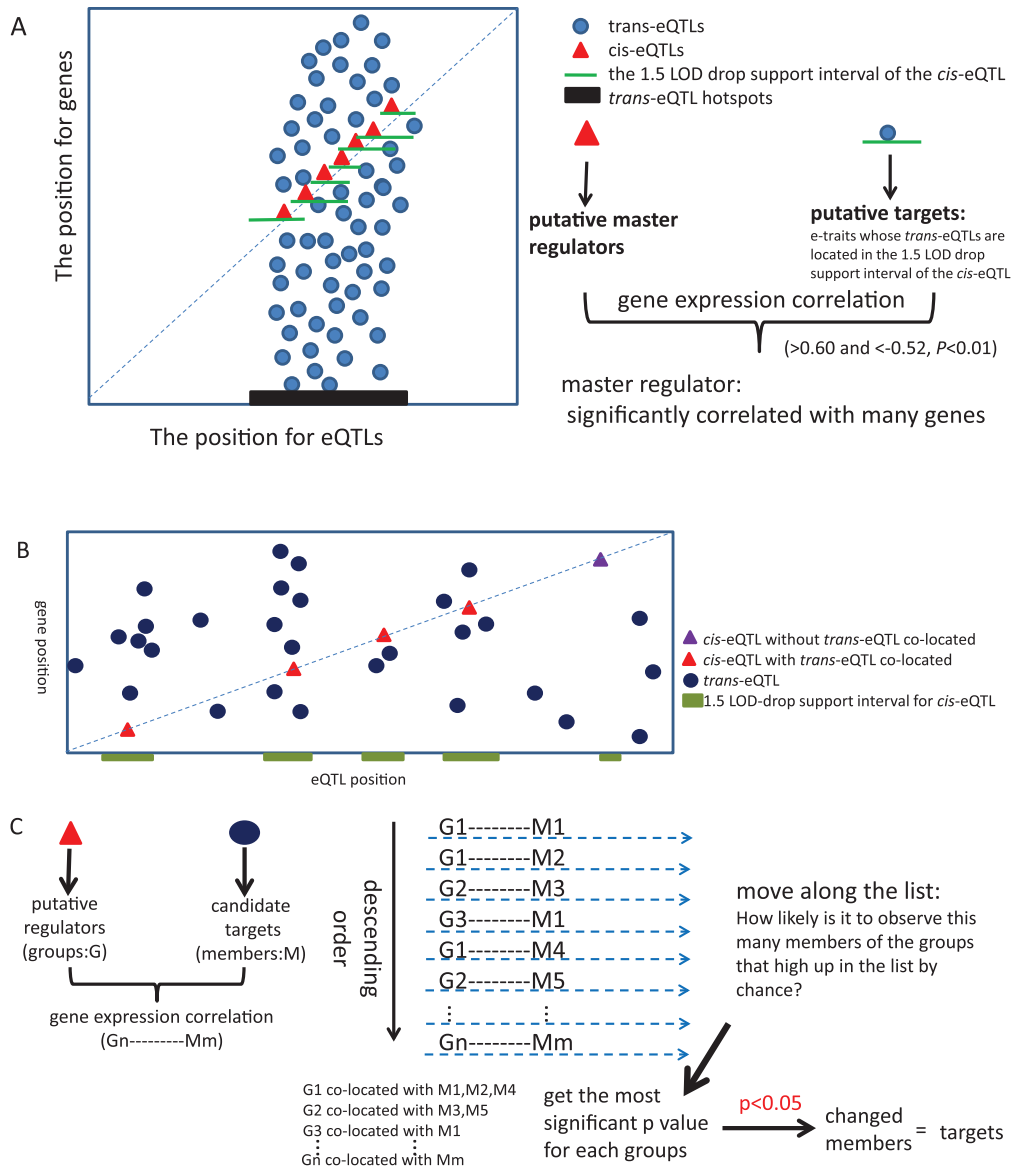 A
The position for genes
The position for eQTLs
trans-eQTLs
cis-eQTLs
the 1.5 LOD drop support interval of the cis-eQTL
trans-eQTL hotspots
putative master
regulators
putative targets:
e-traits whose trans-eQTLs are
located in the 1.5 LOD drop
support interval of the cis-eQTL
gene expression correlation
(>0.60 and <-0.52, P<0.01)
master regulator:
significantly correlated with many genes
B
gene position
eQTL position
cis-eQTL without trans-eQTL co-located
cis-eQTL with trans-eQTL co-located
trans-eQTL
1.5 LOD-drop support interval for cis-eQTL
C
putative
regulators
(groups:G)
candidate
targets
(members:M)
gene expression correlation
(Gn---------Mm)
descending
order
G1---------M1
G1---------M2
G2---------M3
G3---------M1
G1---------M4
G2---------M5
Gn---------Mm
move along the list:
How likely is it to observe this
many members of the groups
that high up in the list by
chance?
G1 co-located with M1,M2,M4
G2 co-located with M3,M5
G3 co-located with M1
Gn co-located with Mm
get the most
significant p value
for each groups
p<0.05
changed
members
= targets